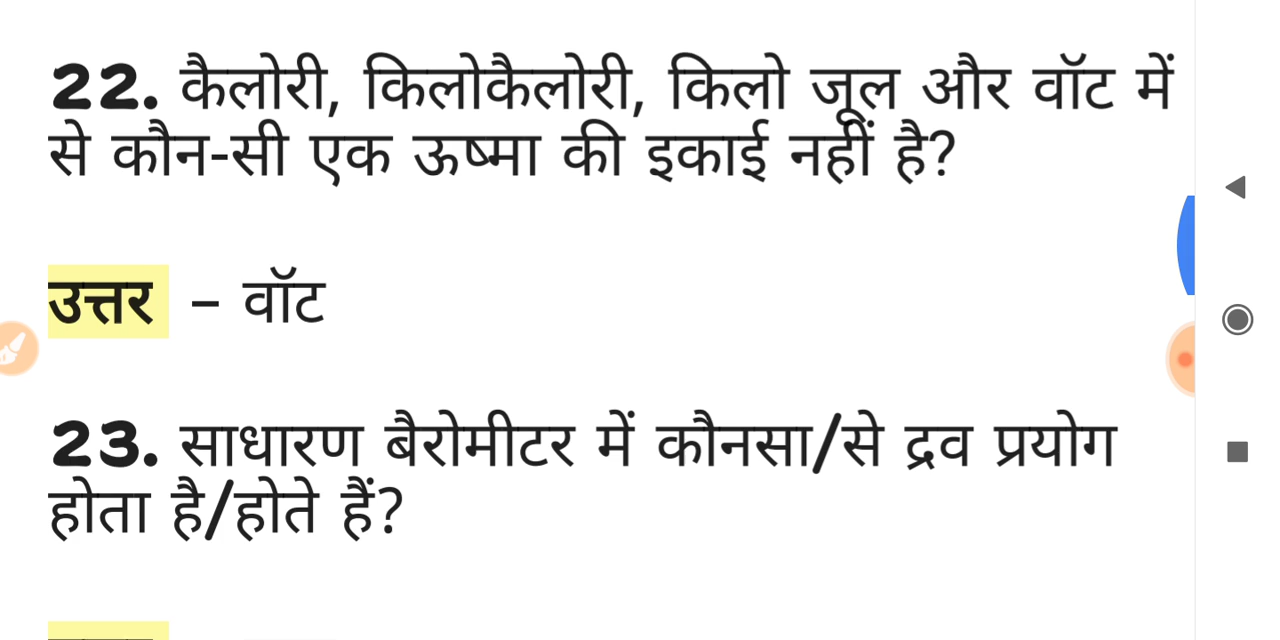 22. कैलोरी, किलोकैलोरी, किलो जूल और वॉट में
से कौन-सी एक ऊष्मा की इकाई नहीं है?
उत्तर – वॉट
23. साधारण बैरोमीटर में कौनसा/से द्रव प्रयोग
होता है/होते हैं?